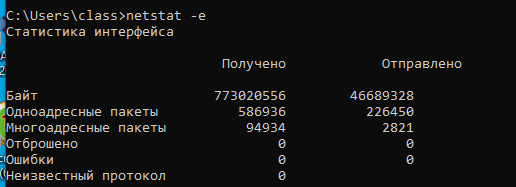 C:\Users\class>netstat -e
Статистика интерфейса
Получено Отправлено
Байт 773020556 46689328
Одноадресные пакеты 586936 226450
Многоадресные пакеты 94934 2821
Отброшено 0 0
Ошибки 0 0
Неизвестный протокол 0